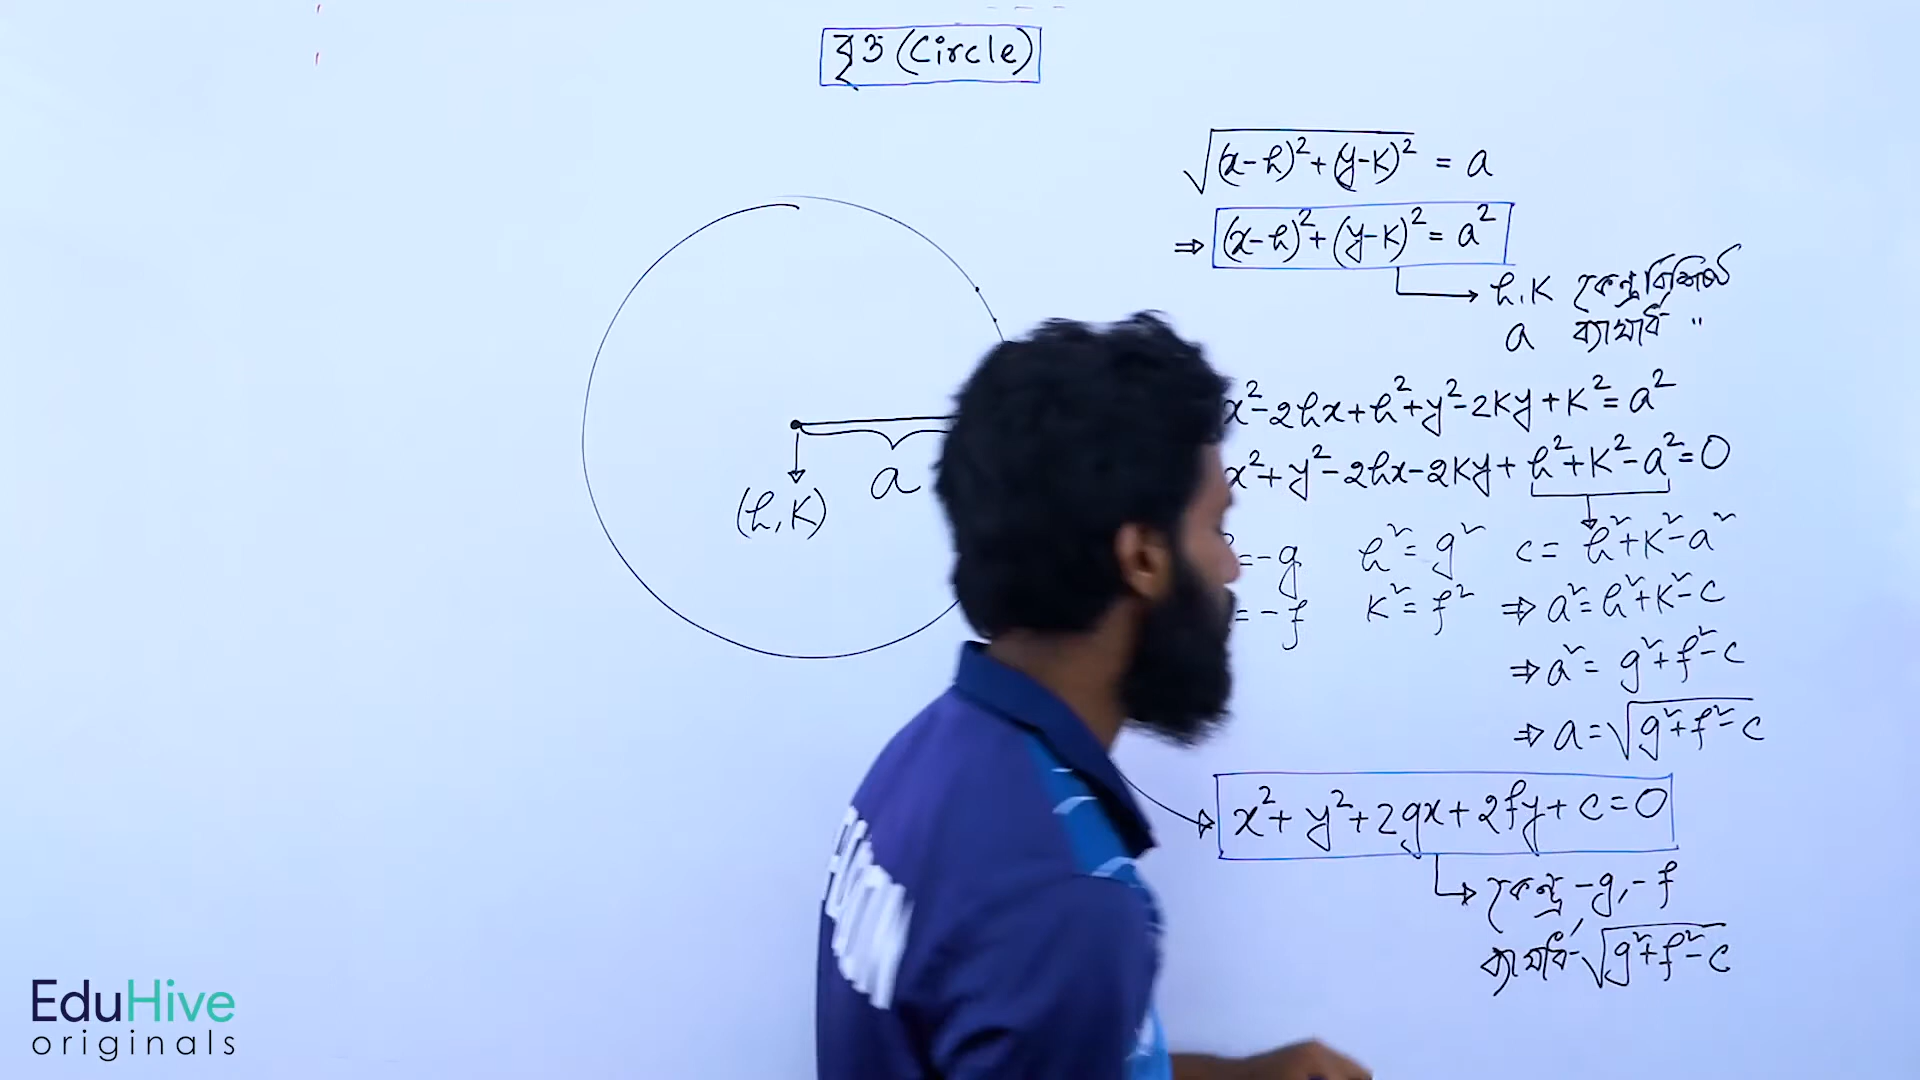 বৃত্ত (Circle)
√(x-h)²+(y-k)² = a
⇒ (x-h)²+(y-k)² = a²
h,k কেন্দ্রবিশিষ্ট
a ব্যাসার্ধ "
x²-2hx+h²+y²-2ky+k²=a²
x²+y²-2hx-2ky+h²+k²-a²=0
(h,k)
a
=-g h²=g² c= h²+k²-a²
=-f k²=f² ⇒ a²=h²+k²-c
⇒ a²= g²+f²-c
⇒ a=√g²+f²-c
x²+y²+2gx+2fy+c=0
কেন্দ্র -g,-f
ব্যাসার্ধ-√g²+f²-c
EduHive
originals